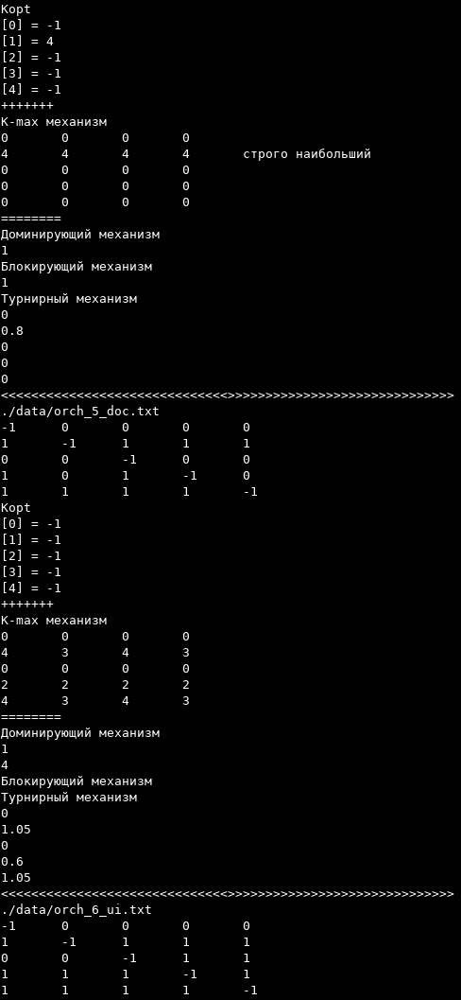 Kopt
[0] = -1
[1] = 4
[2] = -1
[3] = -1
[4] = -1
+++++++
K-max механизм
0 0 0 0
4 4 4 4 строго наибольший
0 0 0 0
0 0 0 0
0 0 0 0
========
Доминирующий механизм
1
Блокирующий механизм
1
Турнирный механизм
0
0.8
0
0
0
<<<<<<<<<<<<<<<<<<<<<<<<<<<<<<>>>>>>>>>>>>>>>>>>>>>>>>>>>>>>
./data/orch_5_doc.txt
-1 0 0 0 0
1 -1 1 1 1
0 0 -1 0 0
1 0 1 -1 0
1 1 1 1 -1
Kopt
[0] = -1
[1] = -1
[2] = -1
[3] = -1
[4] = -1
+++++++
K-max механизм
0 0 0 0
4 3 4 3
0 0 0 0
2 2 2 2
4 3 4 3
========
Доминирующий механизм
1
4
Блокирующий механизм
Турнирный механизм
0
1.05
0
0.6
1.05
<<<<<<<<<<<<<<<<<<<<<<<<<<<<<<>>>>>>>>>>>>>>>>>>>>>>>>>>>>>>
./data/orch_6_ui.txt
-1 0 0 0 0
1 -1 1 1 1
0 0 -1 1 1
1 1 1 -1 1
1 1 1 1 -1